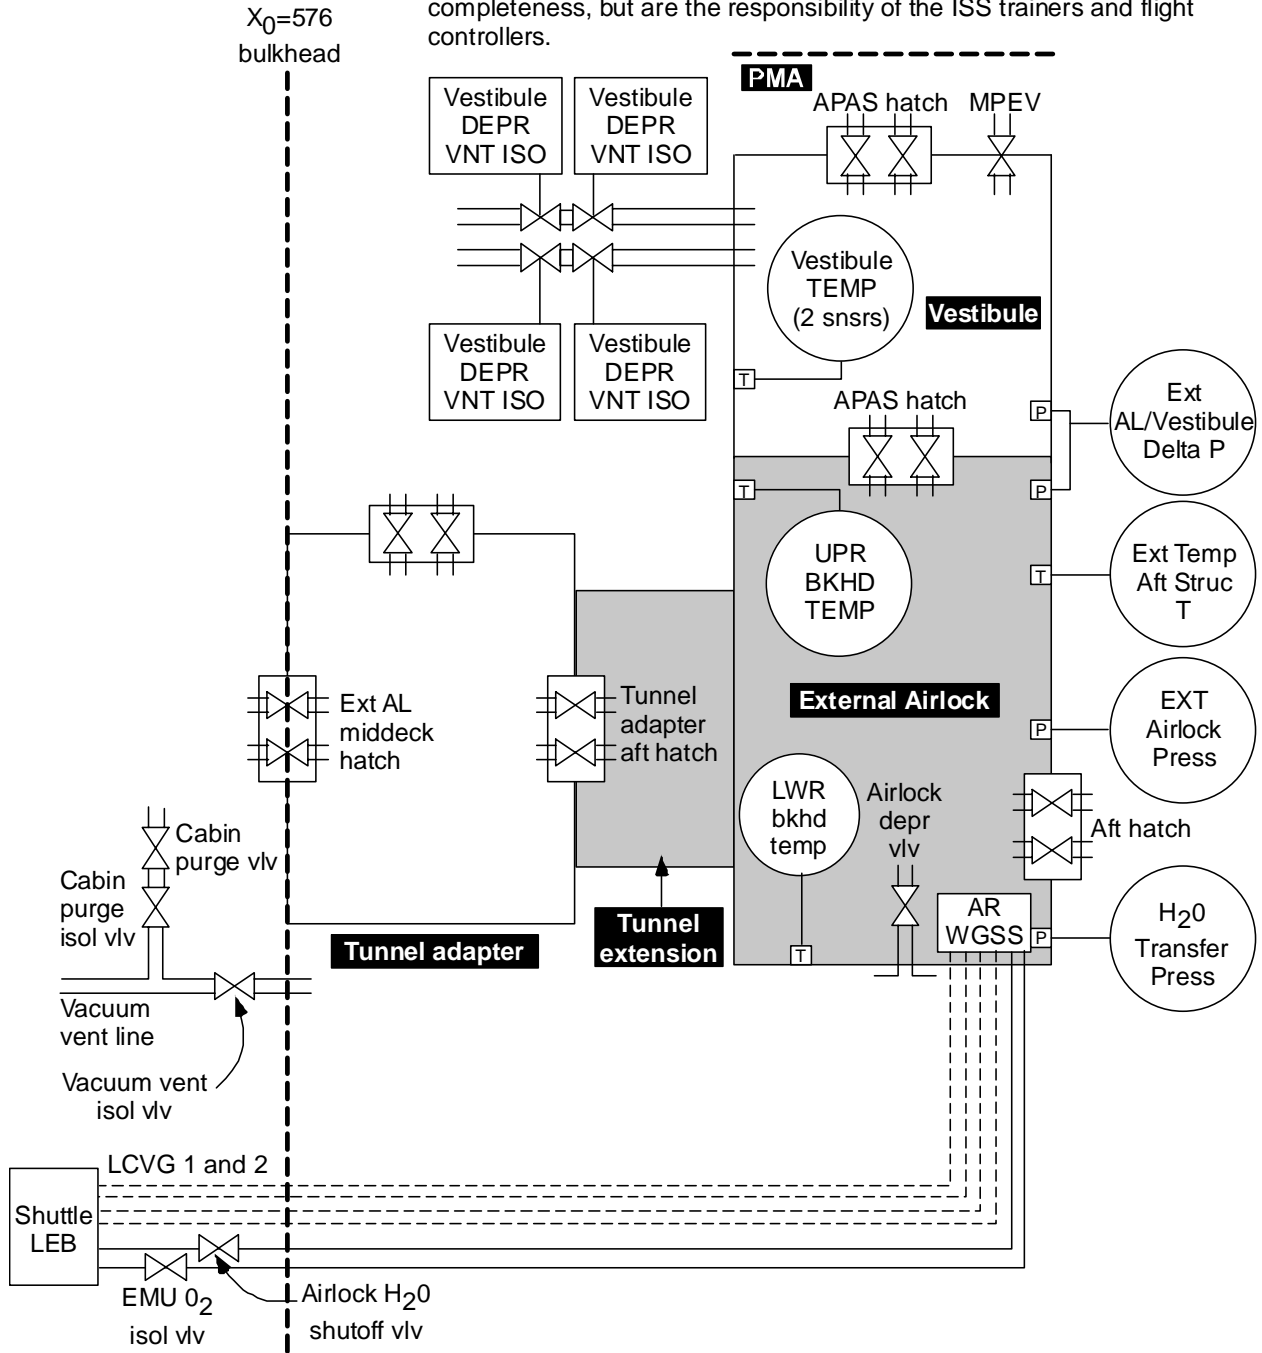 completeness, but are the responsibility of the ISS trainers and flight
controllers.
X0=576
bulkhead
PMA
APAS hatch
MPEV
Vestibule
DEPR
VNT ISO
Vestibule
DEPR
VNT ISO
Vestibule
TEMP
(2 snsrs)
Vestibule
Vestibule
DEPR
VNT ISO
Vestibule
DEPR
VNT ISO
T
APAS hatch
P
Ext
AL/Vestibule
Delta P
T
P
UPR
BKHD
TEMP
T
Ext Temp
Aft Struc
T
Ext AL
middeck
hatch
Tunnel
adapter
aft hatch
External Airlock
P
EXT
Airlock
Press
LWR
bkhd
temp
Airlock
depr
vlv
Aft hatch
Cabin
purge vlv
Cabin
purge
isol vlv
Tunnel adapter
Tunnel
extension
T
AR
WGSS
P
H20
Transfer
Press
Vacuum
vent line
Vacuum vent
isol vlv
LCVG 1 and 2
Shuttle
LEB
EMU 02
isol vlv
Airlock H20
shutoff vlv